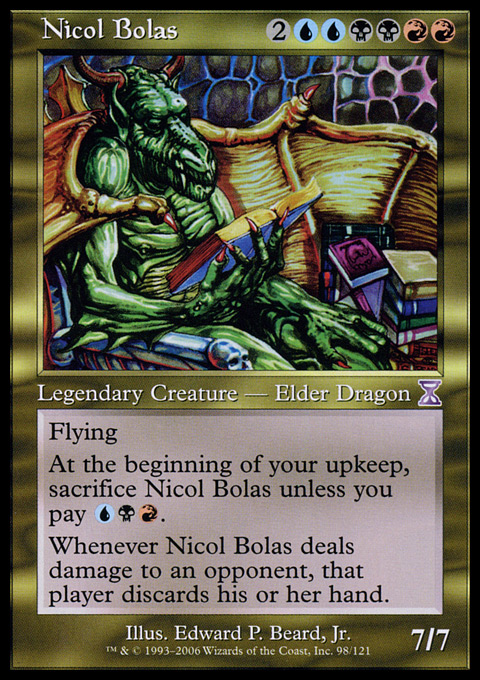 Nicol Bolas 2
Legendary Creature — Elder Dragon
Flying
At the beginning of your upkeep,
sacrifice Nicol Bolas unless you
pay .
Whenever Nicol Bolas deals
damage to an opponent, that
player discards his or her hand.
Illus. Edward P. Beard, Jr.
7/7
™ & © 1993–2006 Wizards of the Coast, Inc. 98/121